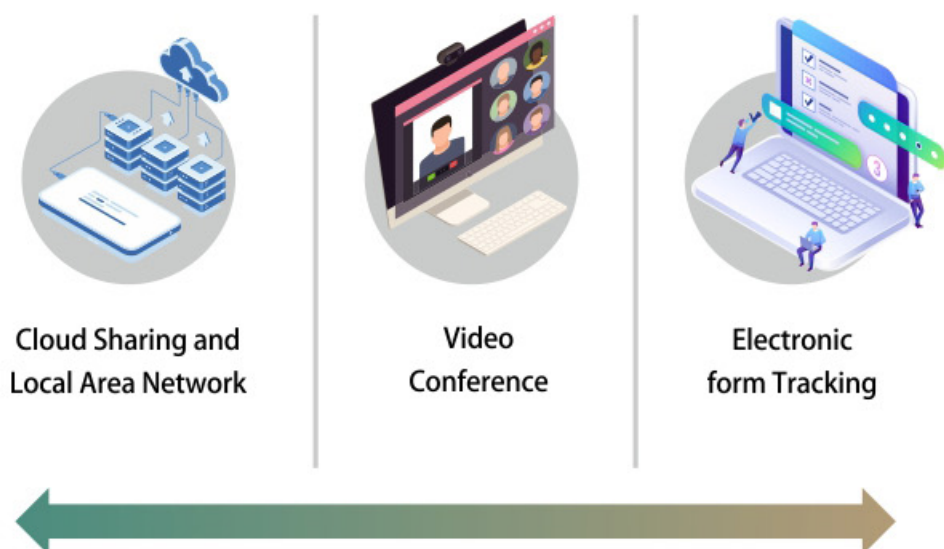 Cloud Sharing and
Local Area Network
Video
Conference
Electronic
form Tracking